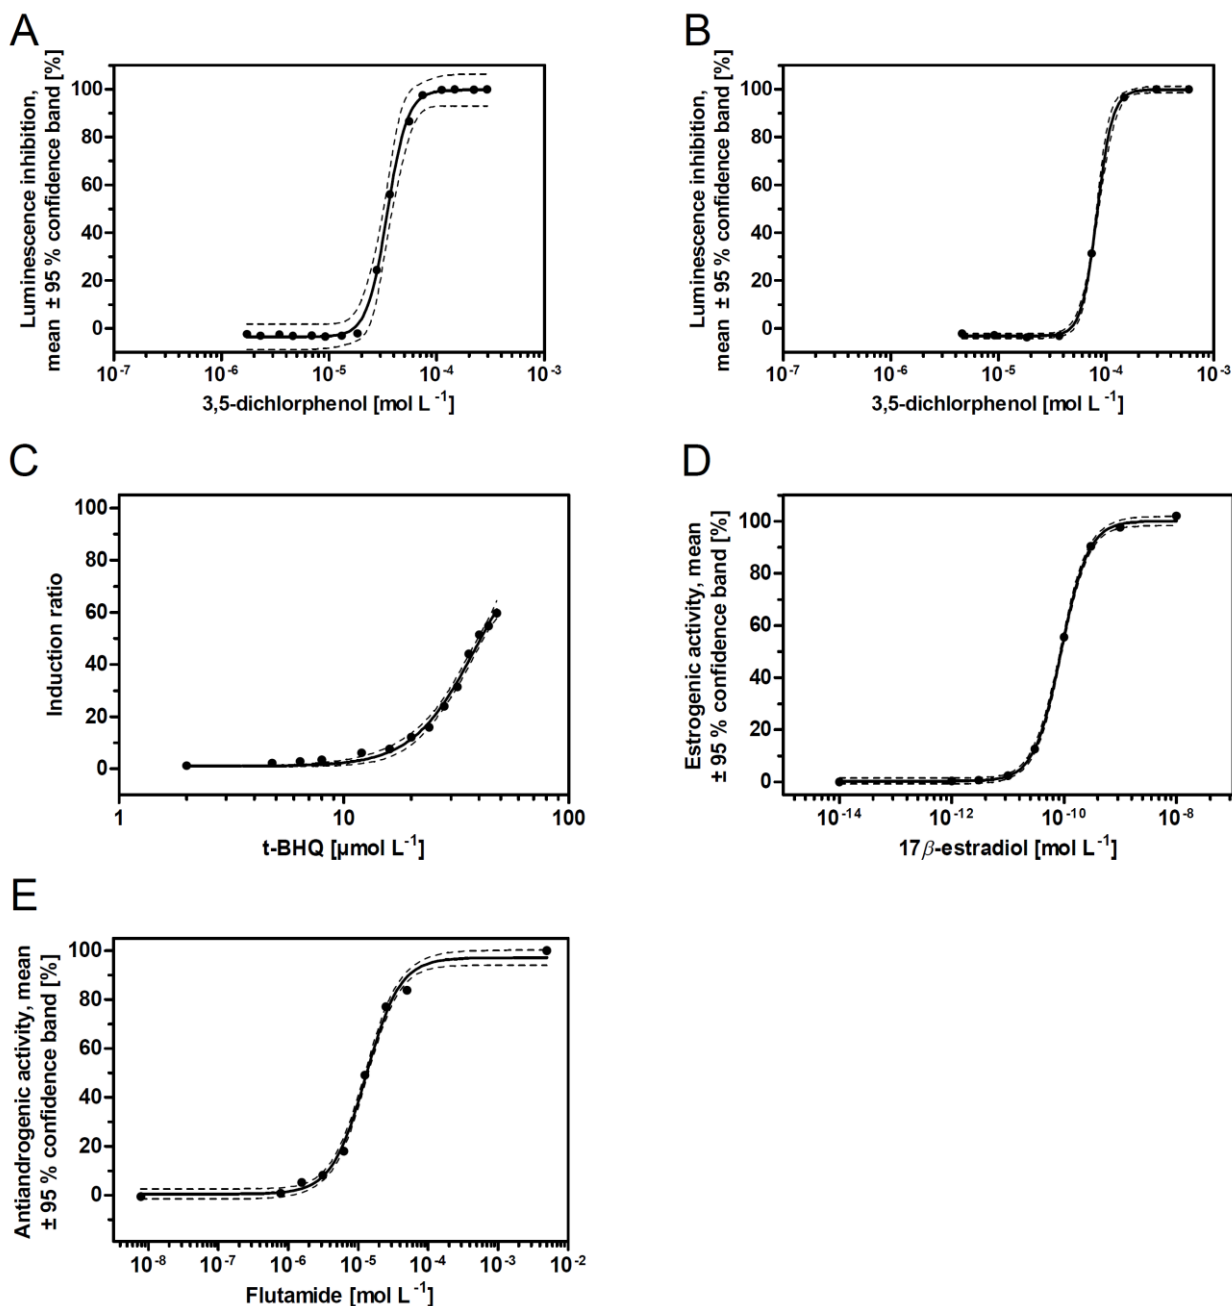 A
Luminescence inhibition,
mean ± 95 % confidence band [%]
100
80
60
40
20
0
10⁻⁷ 10⁻⁶ 10⁻⁵ 10⁻⁴ 10⁻³
3,5-dichlorphenol [mol L⁻¹]
B
Luminescence inhibition,
mean ± 95 % confidence band [%]
100
80
60
40
20
0
10⁻⁷ 10⁻⁶ 10⁻⁵ 10⁻⁴ 10⁻³
3,5-dichlorphenol [mol L⁻¹]
C
Induction ratio
100
80
60
40
20
0
1 10 100
t-BHQ [µmol L⁻¹]
D
Estrogenic activity, mean
± 95 % confidence band [%]
100
80
60
40
20
0
10⁻¹⁴ 10⁻¹² 10⁻¹⁰ 10⁻⁸
17β-estradiol [mol L⁻¹]
E
Antiandrogenic activity, mean
± 95 % confidence band [%]
100
80
60
40
20
0
10⁻⁸ 10⁻⁷ 10⁻⁶ 10⁻⁵ 10⁻⁴ 10⁻³ 10⁻²
Flutamide [mol L⁻¹]